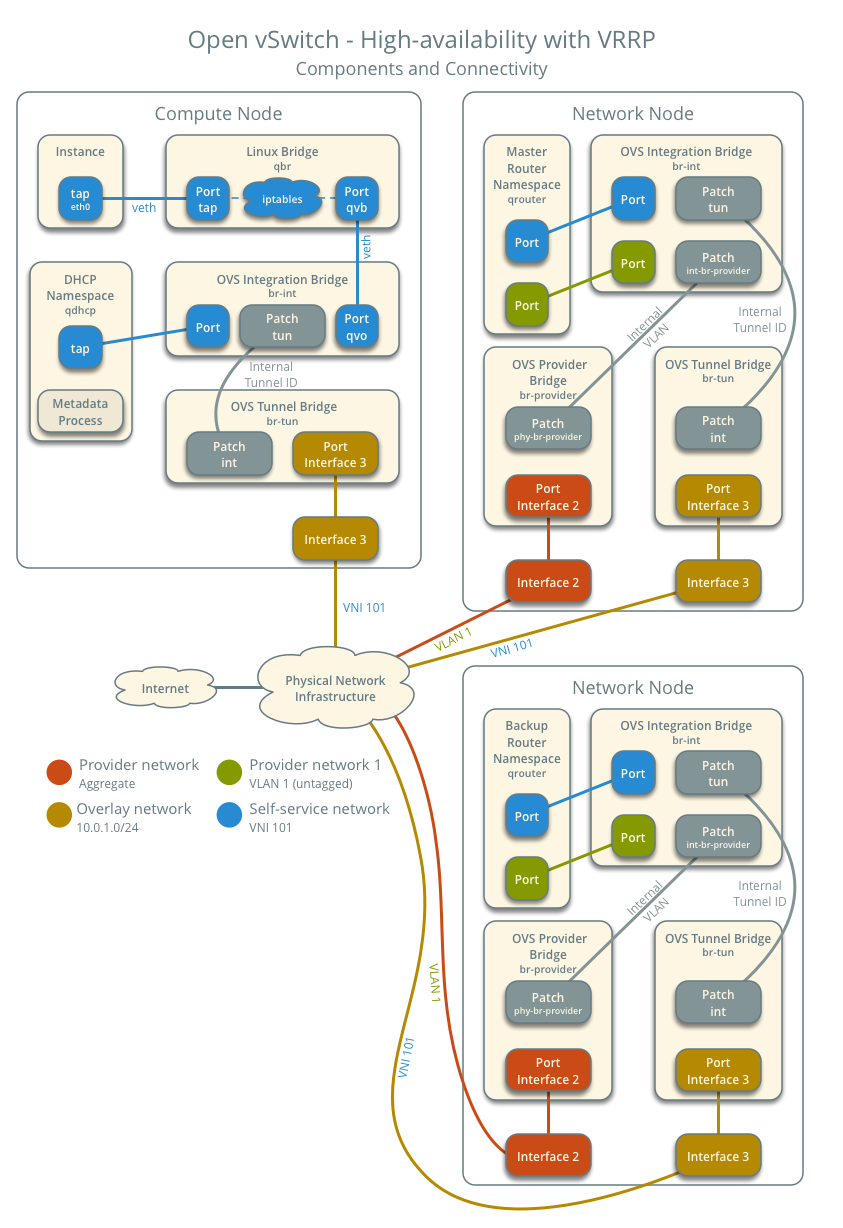 Open vSwitch - High-availability with VRRP
Components and Connectivity
Compute Node
Instance
tap
eth0
veth
Linux Bridge
qbr
Port
tap
iptables
Port
qvb
veth
DHCP
Namespace
qdhcp
tap
Metadata
Process
OVS Integration Bridge
br-int
Port
Patch
tun
Port
qvo
Internal
Tunnel ID
OVS Tunnel Bridge
br-tun
Patch
int
Port
Interface 3
Interface 3
VNI 101
Network Node
Master
Router
Namespace
qrouter
Port
Port
OVS Integration Bridge
br-int
Port
Patch
tun
Port
Patch
int-br-provider
Internal
VLAN
Internal
Tunnel ID
OVS Provider
Bridge
br-provider
Patch
phy-br-provider
Port
Interface 2
Interface 2
OVS Tunnel Bridge
br-tun
Patch
int
Port
Interface 3
Interface 3
VLAN 1
VNI 101
Internet
Physical Network
Infrastructure
Provider network
Aggregate
Provider network 1
VLAN 1 (untagged)
Overlay network
10.0.1.0/24
Self-service network
VNI 101
Network Node
Backup
Router
Namespace
qrouter
Port
Port
OVS Integration Bridge
br-int
Port
Patch
tun
Port
Patch
int-br-provider
Internal
VLAN
Internal
Tunnel ID
OVS Provider
Bridge
br-provider
Patch
phy-br-provider
Port
Interface 2
Interface 2
OVS Tunnel Bridge
br-tun
Patch
int
Port
Interface 3
Interface 3
VLAN 1
VNI 101